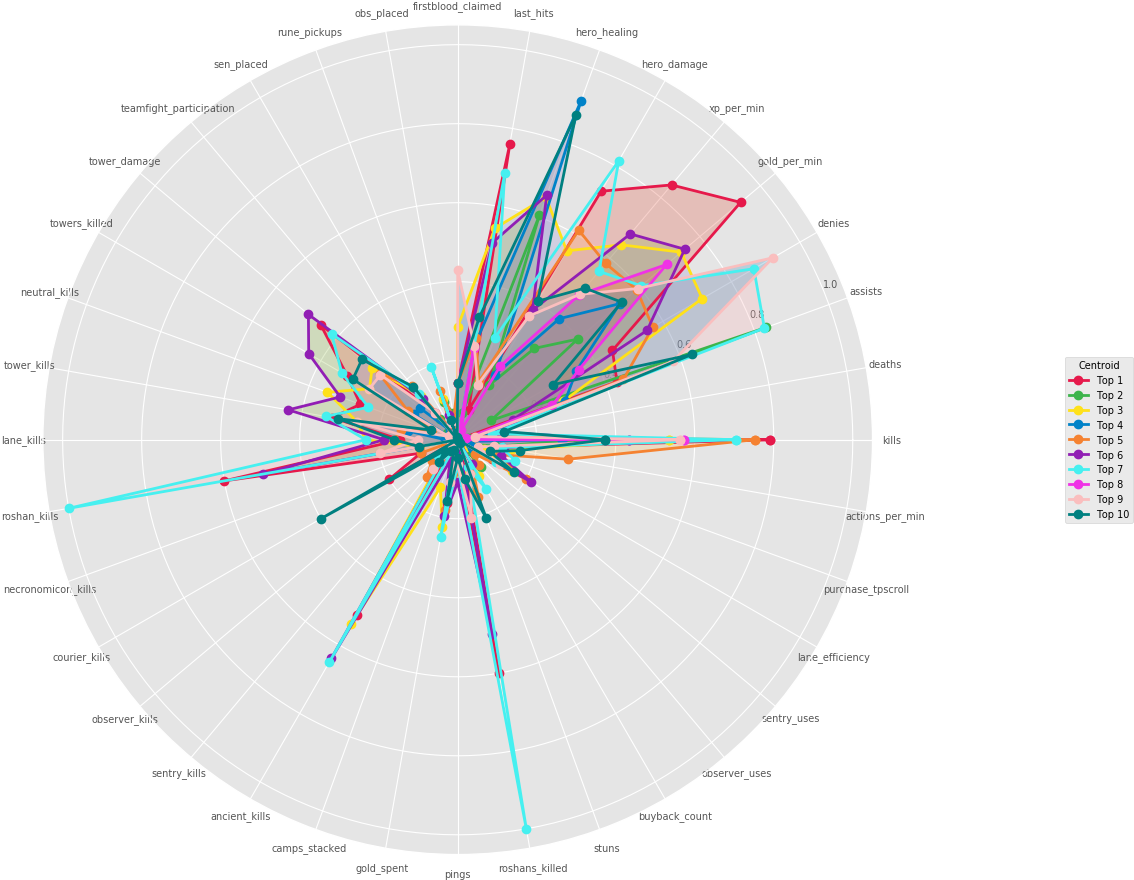 firstblood_claimed
obs_placed
last_hits
rune_pickups
hero_healing
sen_placed
hero_damage
teamfight_participation
xp_per_min
tower_damage
gold_per_min
towers_killed
denies
neutral_kills
1.0
assists
0.8
0.6
tower_kills
deaths
Centroid
Top 1
Top 2
Top 3
Top 4
Top 5
Top 6
Top 7
Top 8
Top 9
Top 10
lane_kills
kills
roshan_kills
actions_per_min
necronomicon_kills
purchase_tpscroll
courier_kills
lane_efficiency
observer_kills
sentry_uses
sentry_kills
observer_uses
ancient_kills
buyback_count
camps_stacked
stuns
gold_spent
roshans_killed
pings